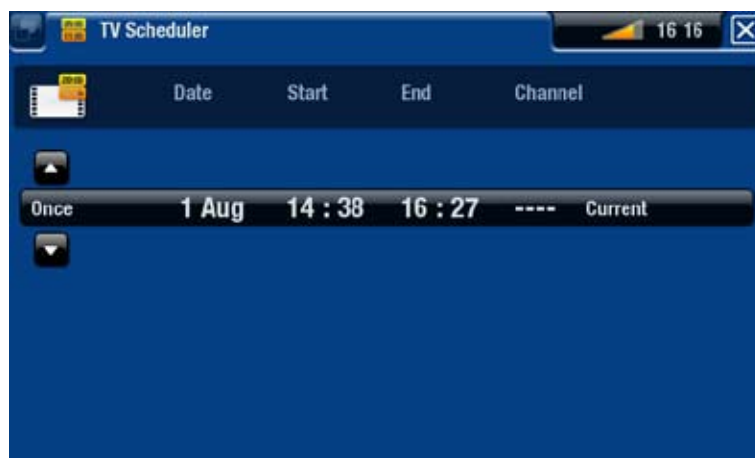 TV Scheduler 16 16
Date Start End Channel
Once 1 Aug 14 : 38 16 : 27 ---- Current